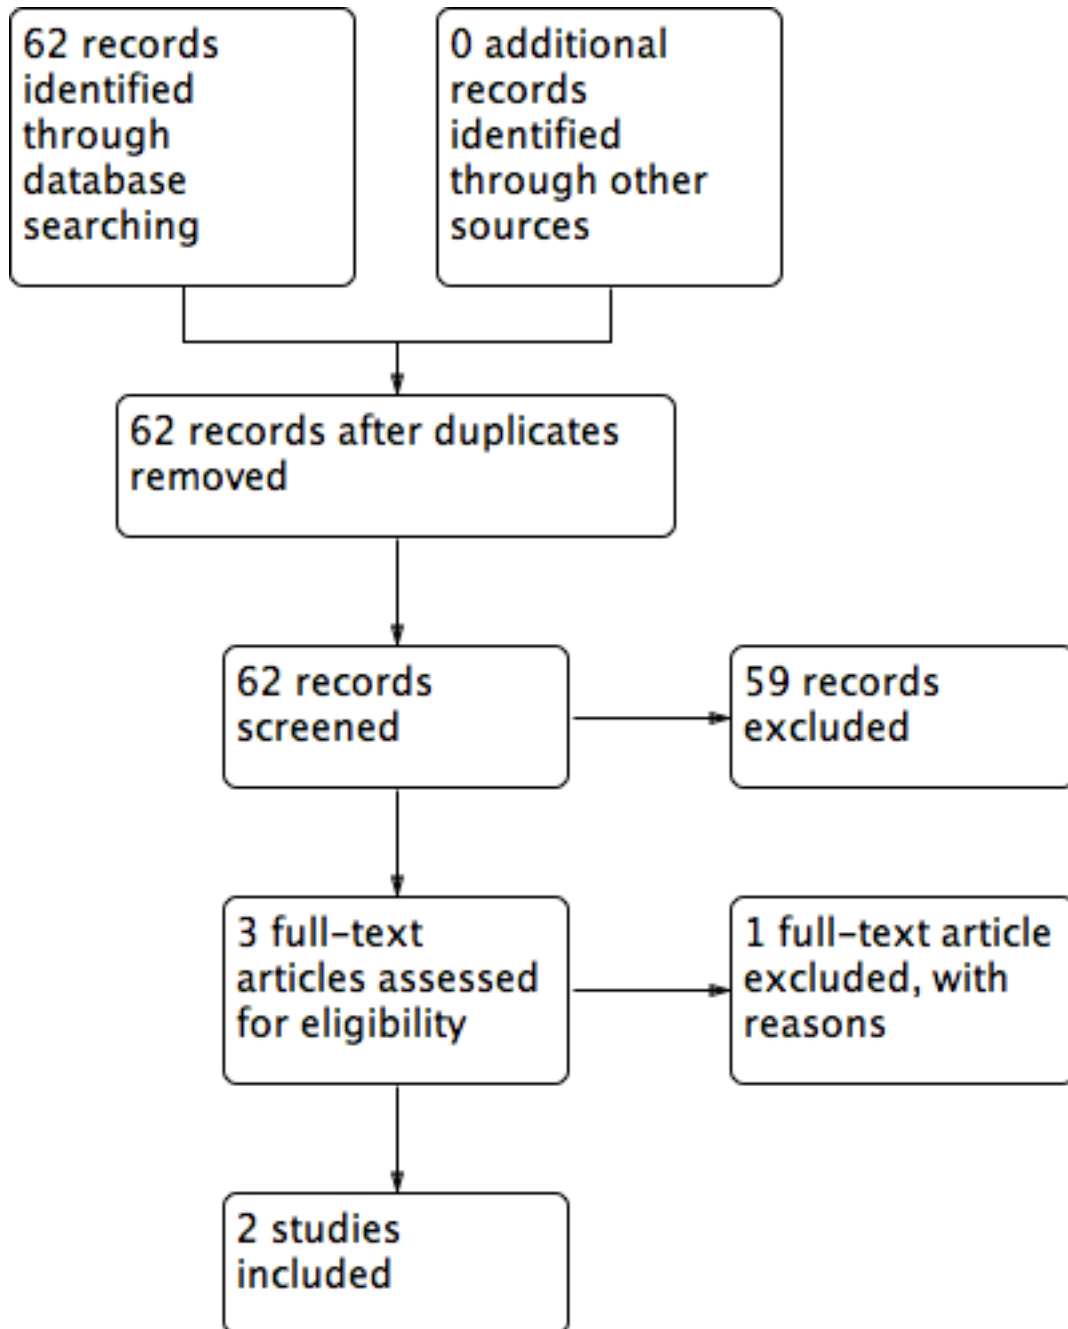 62 records
identified
through
database
searching
0 additional
records
identified
through other
sources
62 records after duplicates
removed
62 records
screened
59 records
excluded
3 full-text
articles assessed
for eligibility
1 full-text article
excluded, with
reasons
2 studies
included